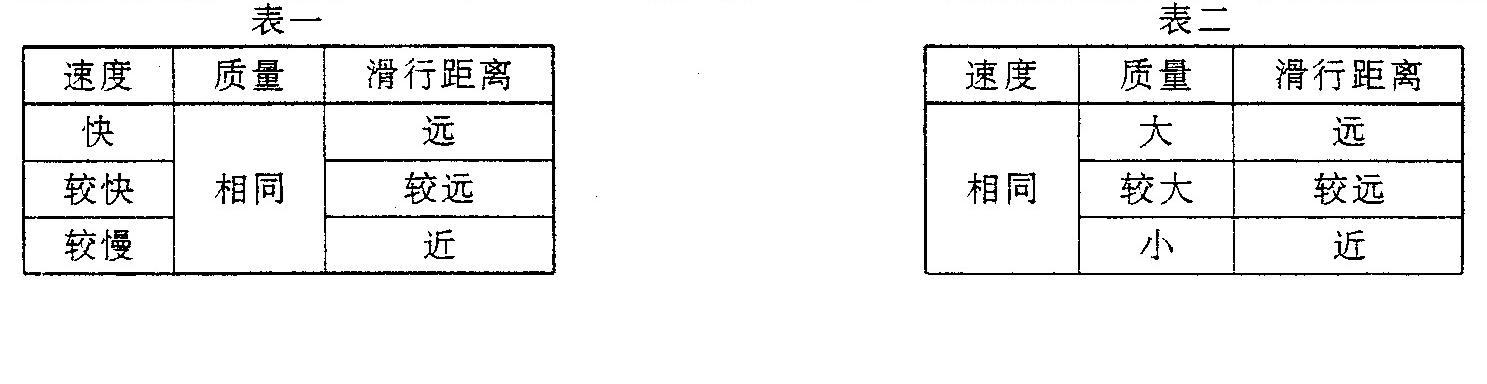 表一
速度 质量 滑行距离
快 相同 远
较快 较远
较慢 近
表二
速度 质量 滑行距离
相同 大 远
较大 较远
小 近